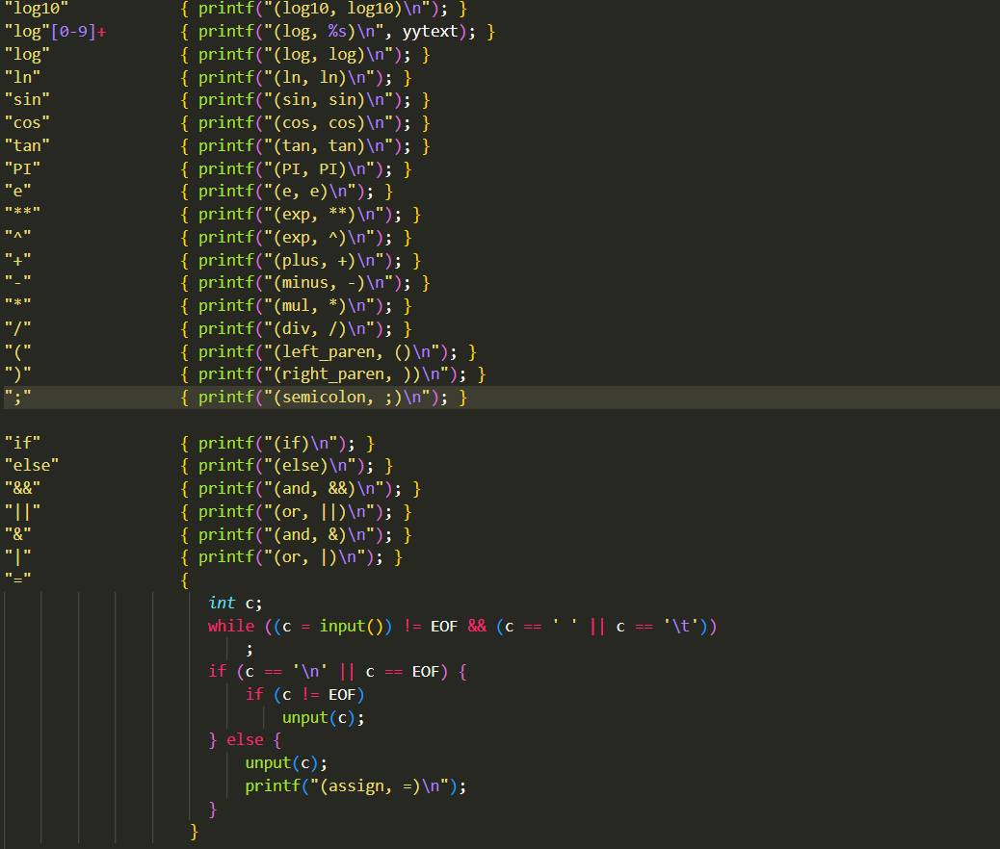 "log10" { printf("(log10, log10)\n"); }
"log"[0-9]+ { printf("(log, %s)\n", yytext); }
"log" { printf("(log, log)\n"); }
"ln" { printf("(ln, ln)\n"); }
"sin" { printf("(sin, sin)\n"); }
"cos" { printf("(cos, cos)\n"); }
"tan" { printf("(tan, tan)\n"); }
"PI" { printf("(PI, PI)\n"); }
"e" { printf("(e, e)\n"); }
"**" { printf("(exp, **)\n"); }
"^" { printf("(exp, ^)\n"); }
"+" { printf("(plus, +)\n"); }
"-" { printf("(minus, -)\n"); }
"*" { printf("(mul, *)\n"); }
"/" { printf("(div, /)\n"); }
"(" { printf("(left_paren, ()\n"); }
")" { printf("(right_paren, ))\n"); }
";" { printf("(semicolon, ;)\n"); }
"if" { printf("(if)\n"); }
"else" { printf("(else)\n"); }
"&&" { printf("(and, &&)\n"); }
"||" { printf("(or, ||)\n"); }
"&" { printf("(and, &)\n"); }
"|" { printf("(or, |)\n"); }
"=" {
int c;
while ((c = input()) != EOF && (c == ' ' || c == '\t'))
;
if (c == '\n' || c == EOF) {
if (c != EOF)
unput(c);
} else {
unput(c);
printf("(assign, =)\n");
}
}